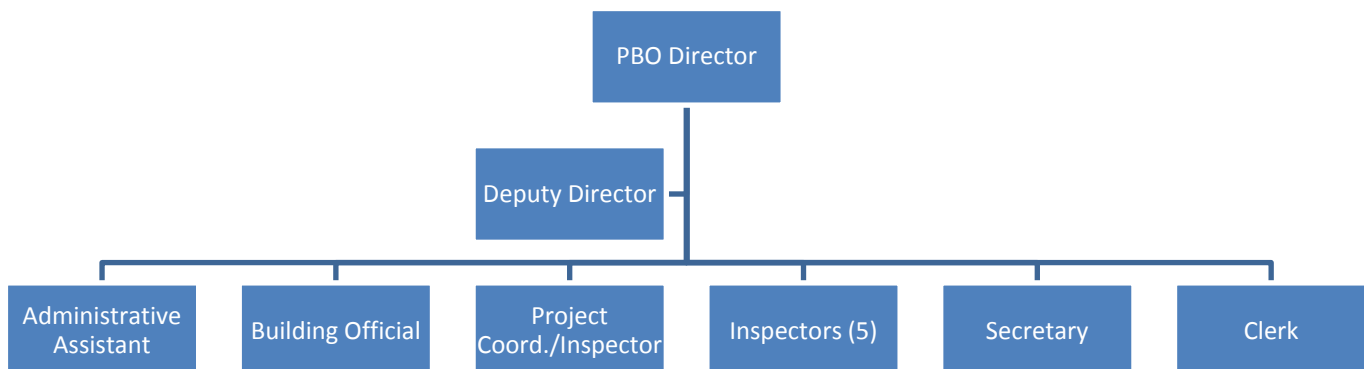 PBO Director
Deputy Director
Administrative
Assistant
Building Official
Project
Coord./Inspector
Inspectors (5)
Secretary
Clerk